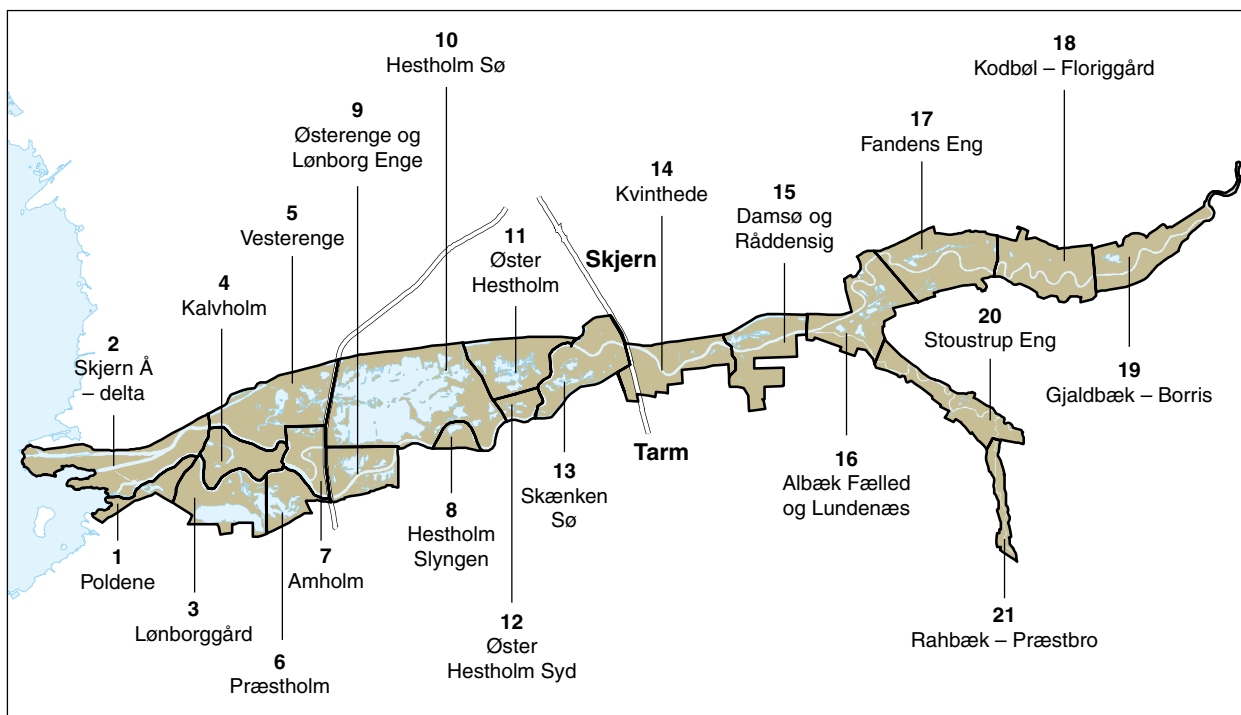 1
Poldene
2
Skjern Å
– delta
3
Lønborggård
4
Kalvholm
5
Vesterenge
6
Præstholm
7
Amholm
8
Hestholm
Slyngen
9
Østerenge og
Lønborg Enge
10
Hestholm Sø
11
Øster
Hestholm
12
Øster
Hestholm Syd
13
Skænken
Sø
Skjern
Tarm
14
Kvinthede
15
Damsø og
Råddensig
16
Albæk Fælled
og Lundenæs
17
Fandens Eng
18
Kodbøl – Floriggård
19
Gjaldbæk – Borris
20
Stoustrup Eng
21
Rahbæk – Præstbro